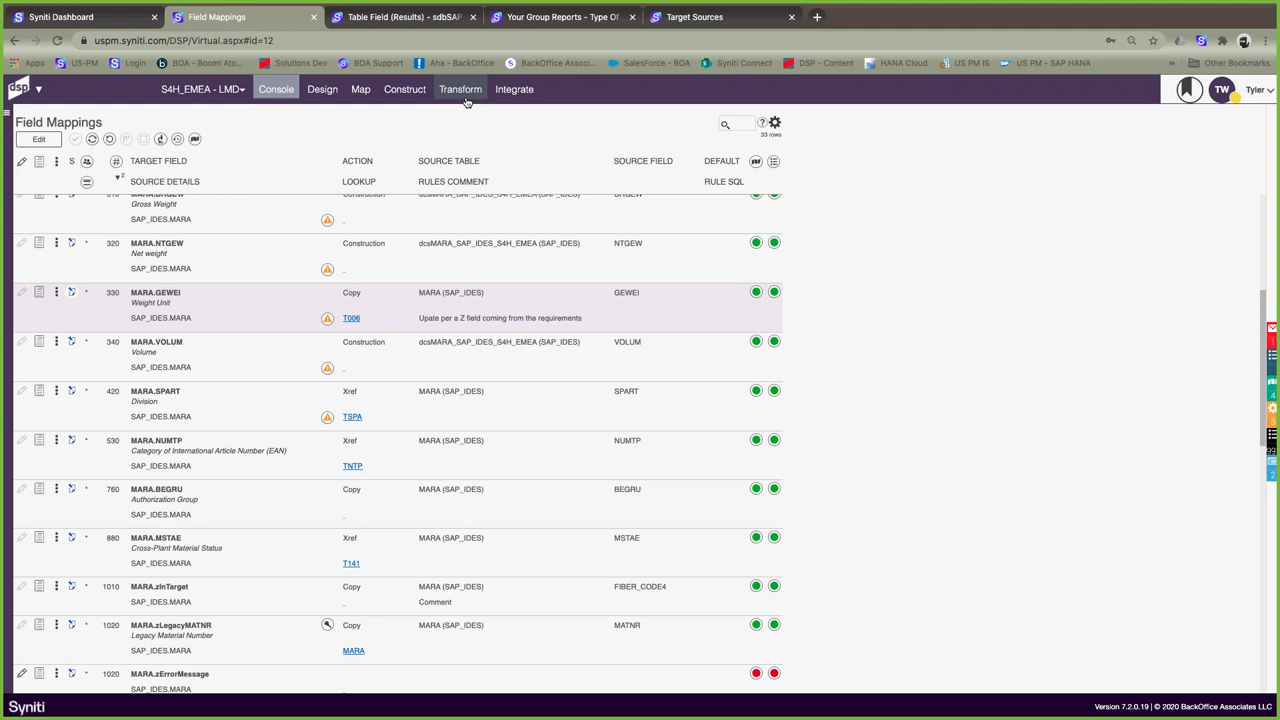 Syniti Dashboard × Field Mappings × Table Field (Results) - sdbSAP × Your Group Reports - Type Of × Target Sources × +
uspm.syniti.com/DSP/Virtual.aspx#id=12
Apps US-PM Login BOA - Boomi Ato... Solutions Dev BOA Support Aha - BackOffice BackOffice Associ... SalesForce - BOA Syniti Connect DSP - Content HANA Cloud US PM IS US PM - SAP HANA » Other Bookmarks
dsp S4H_EMEA - LMD Console Design Map Construct Transform Integrate TW Tyler
Field Mappings
33 rows
Edit
S # TARGET FIELD ACTION SOURCE TABLE SOURCE FIELD DEFAULT
2 SOURCE DETAILS LOOKUP RULES COMMENT RULE SQL
Gross Weight
SAP_IDES.MARA -
320 MARA.NTGEW Construction dcsMARA_SAP_IDES_S4H_EMEA (SAP_IDES) NTGEW
Net weight
SAP_IDES.MARA -
330 MARA.GEWEI Copy MARA (SAP_IDES) GEWEI
Weight Unit
SAP_IDES.MARA T006 Upate per a Z field coming from the requirements
340 MARA.VOLUM Construction dcsMARA_SAP_IDES_S4H_EMEA (SAP_IDES) VOLUM
Volume
SAP_IDES.MARA -
420 MARA.SPART Xref MARA (SAP_IDES) SPART
Division
SAP_IDES.MARA TSPA
530 MARA.NUMTP Xref MARA (SAP_IDES) NUMTP
Category of International Article Number (EAN)
SAP_IDES.MARA TNTP
760 MARA.BEGRU Copy MARA (SAP_IDES) BEGRU
Authorization Group
SAP_IDES.MARA -
880 MARA.MSTAE Xref MARA (SAP_IDES) MSTAE
Cross-Plant Material Status
SAP_IDES.MARA T141
1010 MARA.zInTarget Copy MARA (SAP_IDES) FIBER_CODE4
SAP_IDES.MARA - Comment
1020 MARA.zLegacyMATNR Copy MARA (SAP_IDES) MATNR
Legacy Material Number
SAP_IDES.MARA MARA
1020 MARA.zErrorMessage
SAP_IDES.MARA
1
4
99
2
Syniti Version 7.2.0.19 | © 2020 BackOffice Associates LLC